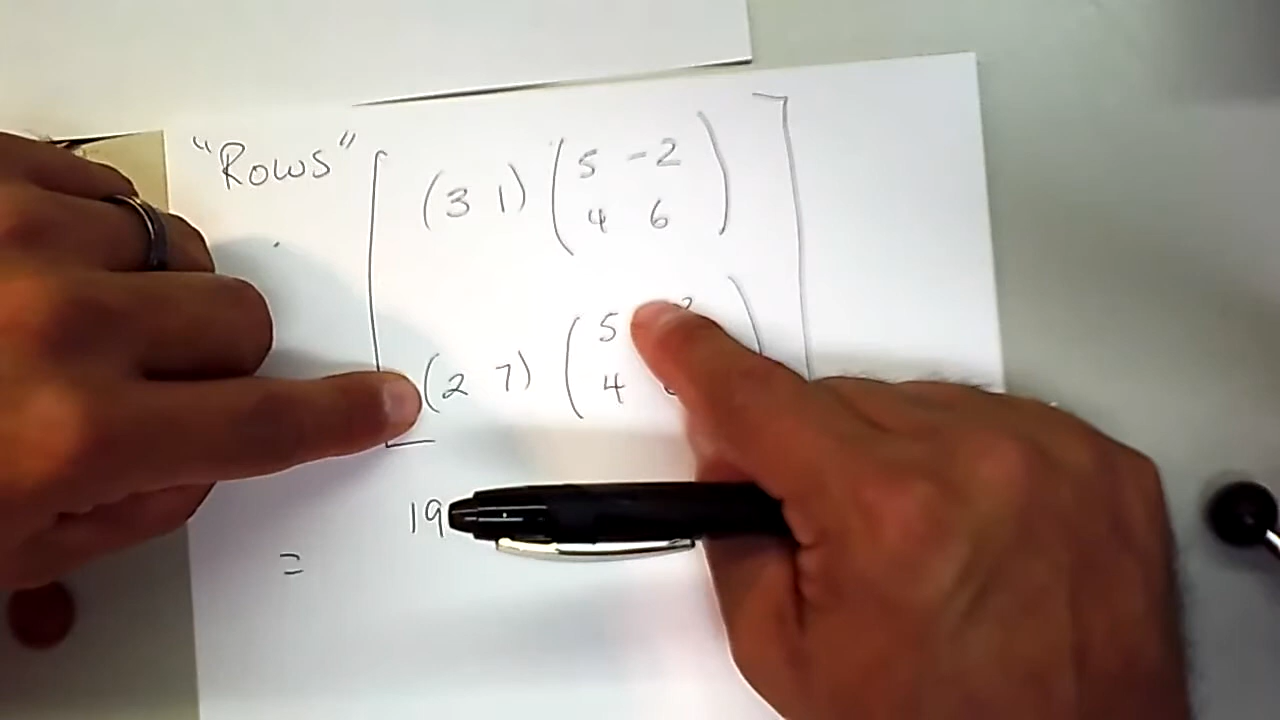 "Rows"
(3 1) (5 -2
4 6)
(2 7) (5
4
19
=